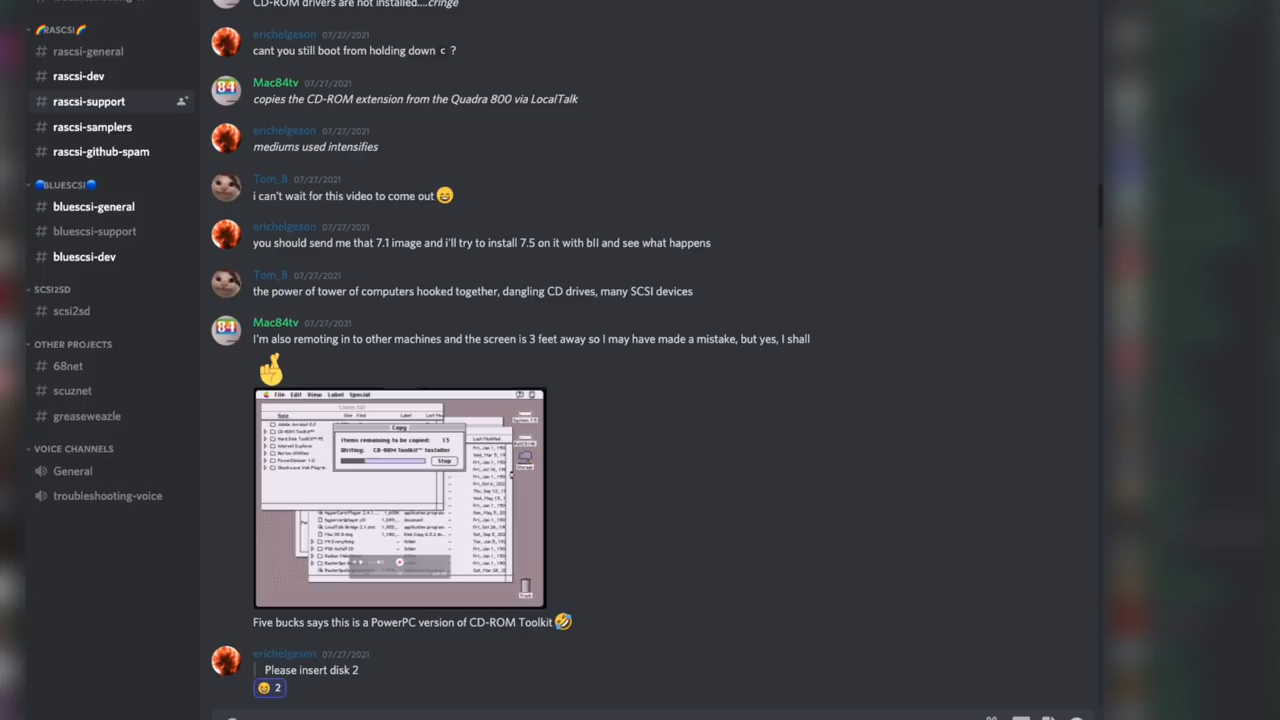 CD-ROM drivers are not installed....cringe
🌈RASCSI🌈
# rascsi-general
# rascsi-dev
# rascsi-support
# rascsi-samplers
# rascsi-github-spam
🔵BLUESCSI🔵
# bluescsi-general
# bluescsi-support
# bluescsi-dev
SCSI2SD
# scsi2sd
OTHER PROJECTS
# 68net
# scuznet
# greaseweazle
VOICE CHANNELS
General
troubleshooting-voice
erichelgeson 07/27/2021
cant you still boot from holding down c ?
84
Mac84tv 07/27/2021
copies the CD-ROM extension from the Quadra 800 via LocalTalk
erichelgeson 07/27/2021
mediums used intensifies
Tom_B 07/27/2021
i can't wait for this video to come out 😄
erichelgeson 07/27/2021
you should send me that 7.1 image and i'll try to install 7.5 on it with bII and see what happens
Tom_B 07/27/2021
the power of tower of computers hooked together, dangling CD drives, many SCSI devices
84
Mac84tv 07/27/2021
I'm also remoting in to other machines and the screen is 3 feet away so I may have made a mistake, but yes, I shall
🤞
File Edit View Label Special
Copy
Items remaining to be copied: 15
Writing: CD-ROM Toolkit™ Installer
Stop
Five bucks says this is a PowerPC version of CD-ROM Toolkit 🤣
erichelgeson 07/27/2021
Please insert disk 2
2